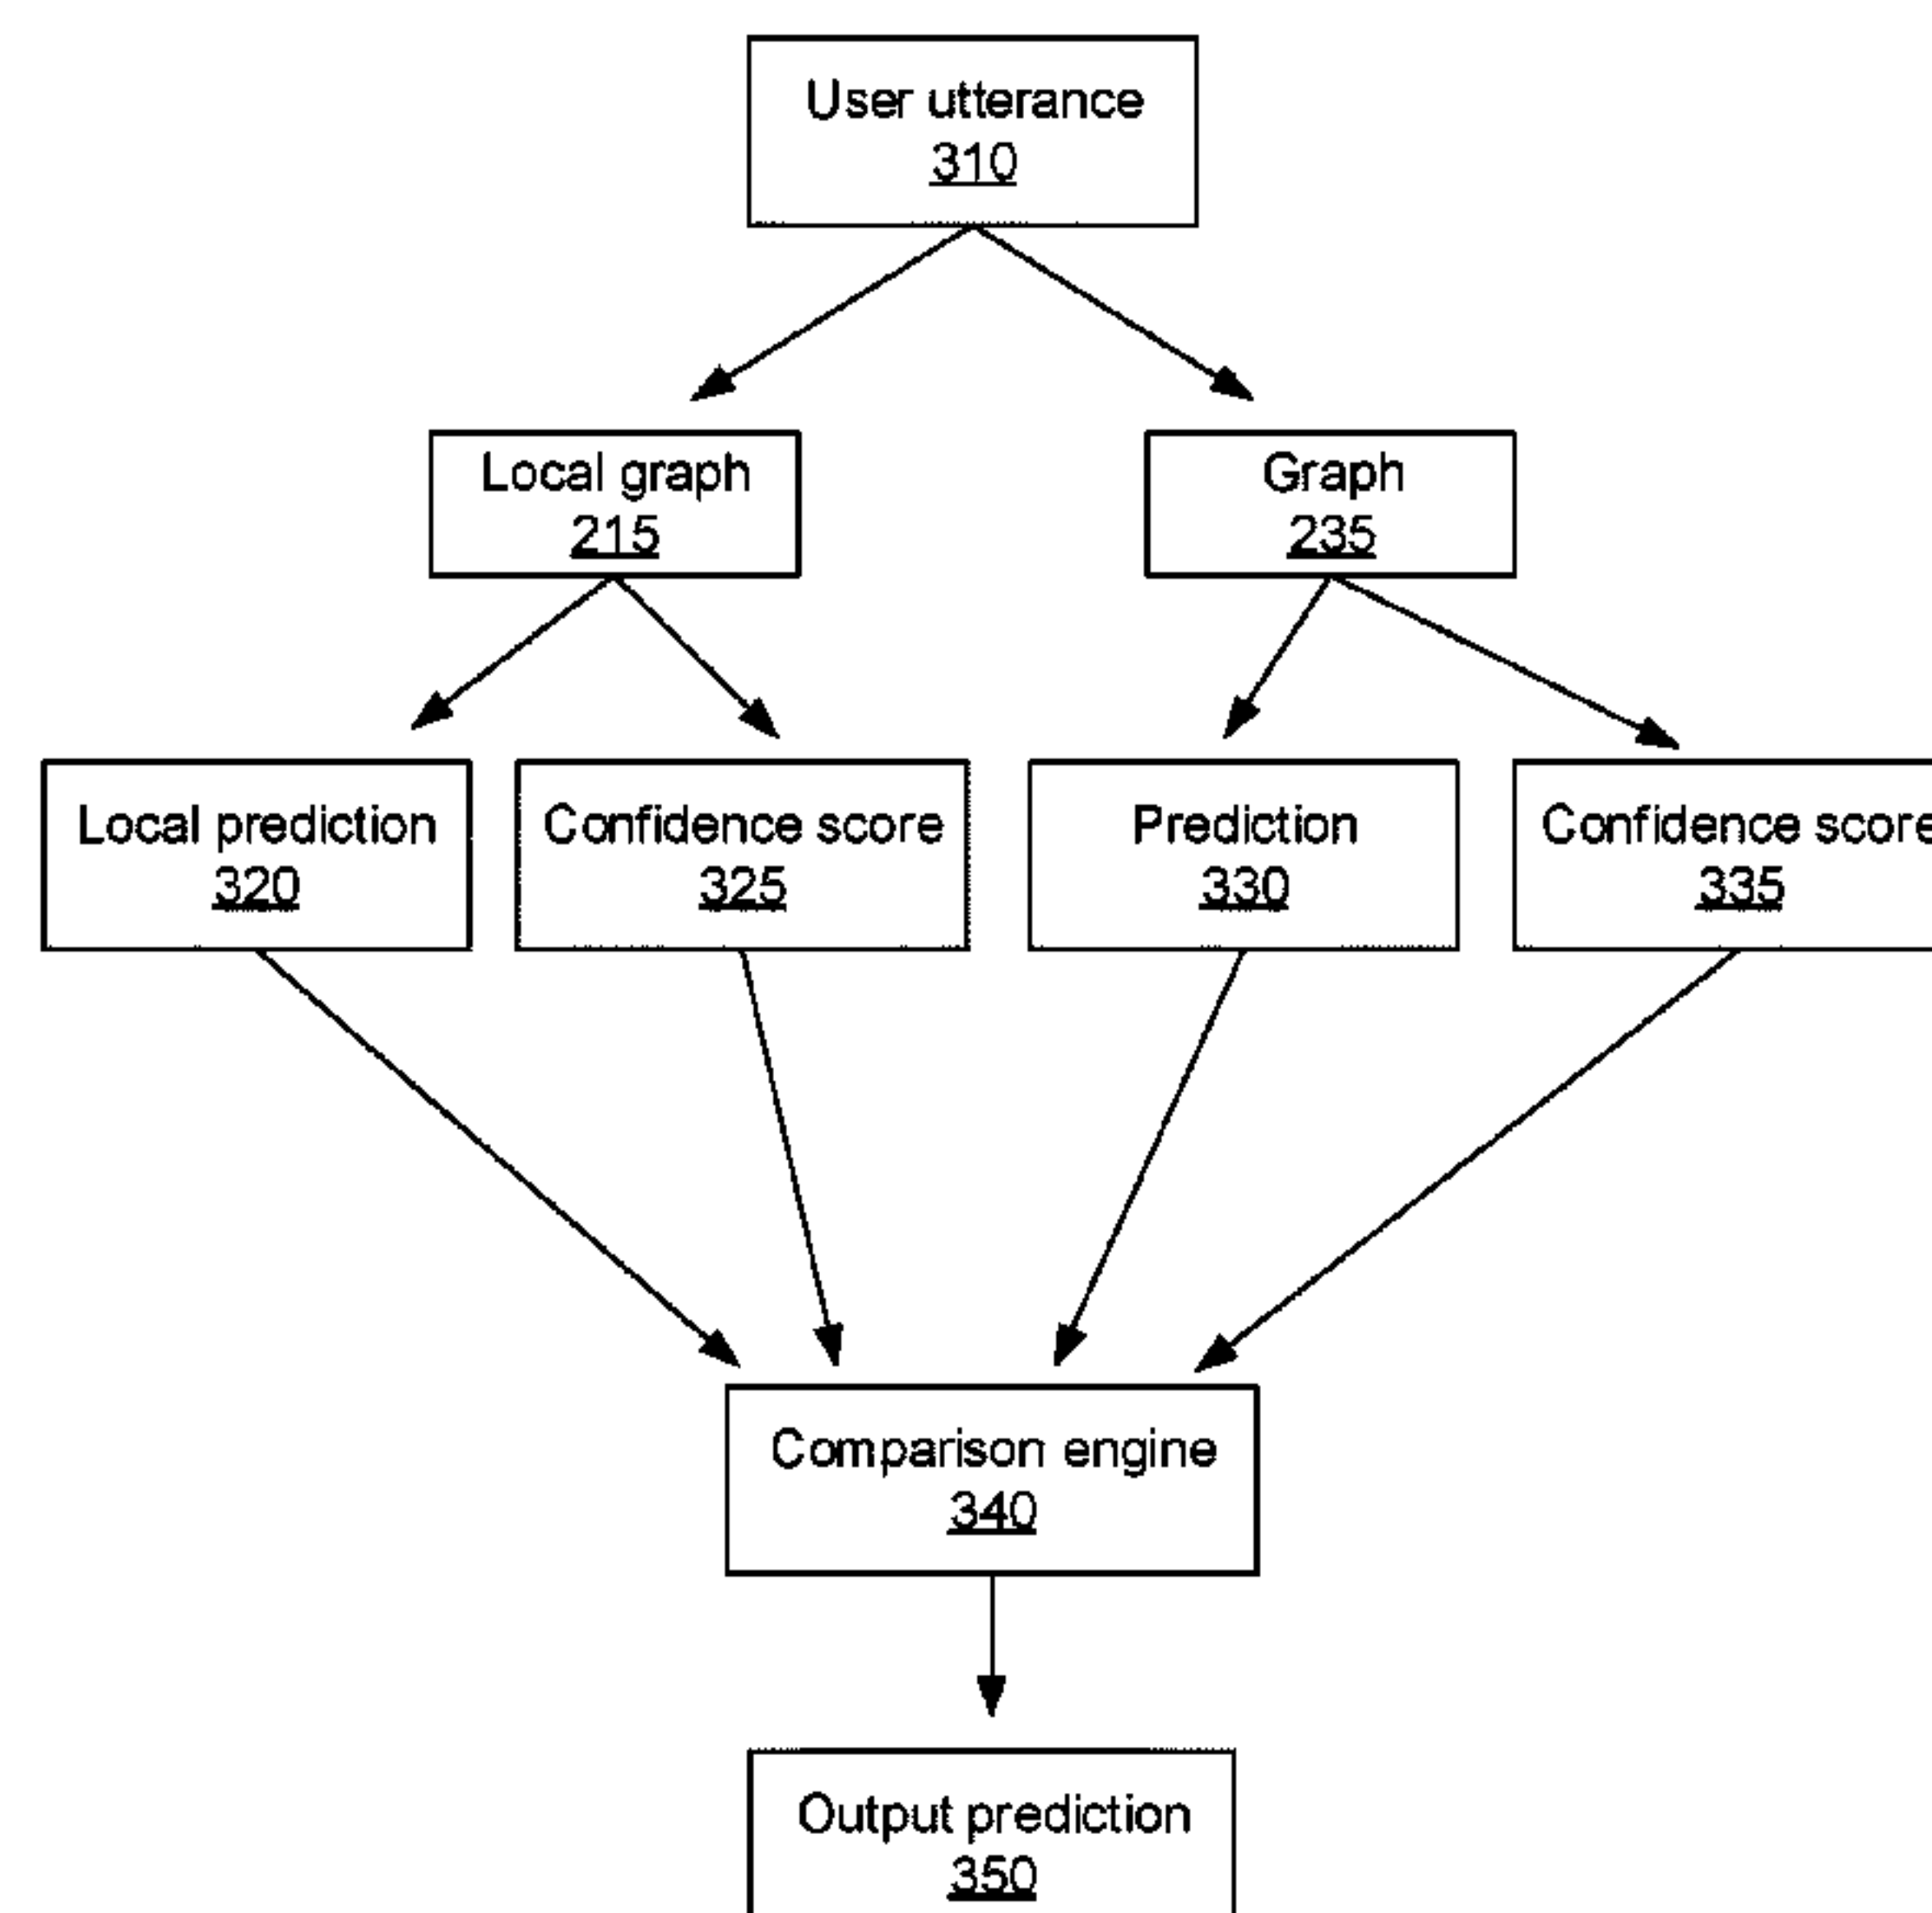 User utterance
310
Local graph
215
Graph
235
Local prediction
320
Confidence score
325
Prediction
330
Confidence score
335
Comparison engine
340
Output prediction
350